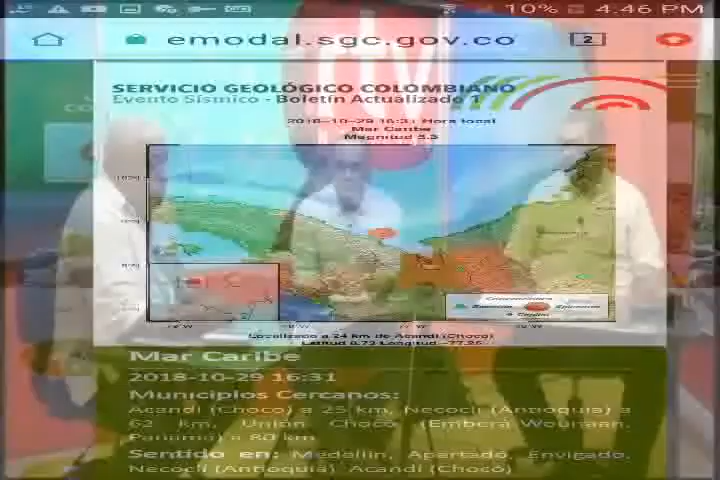 10% 4:46 PM
emodal.sgc.gov.co 2
SERVICIO GEOLÓGICO COLOMBIANO
Evento Sísmico - Boletín Actualizado 1
2018-10-29 16:31 Hora local
Mar Caribe
Magnitud 5.5
Localizado a 24 km de Acandí (Chocó)
Mar Caribe
2018-10-29 16:31
Municipios Cercanos:
Acandí (Chocó) a 25 km, Necoclí (Antioquia) a
62 km, Unión Chocó (Emberá-Wounaan,
Panamá) a 80 km
Sentido en: Medellín, Apartadó, Envigado,
Necoclí (Antioquia), Acandí (Chocó)